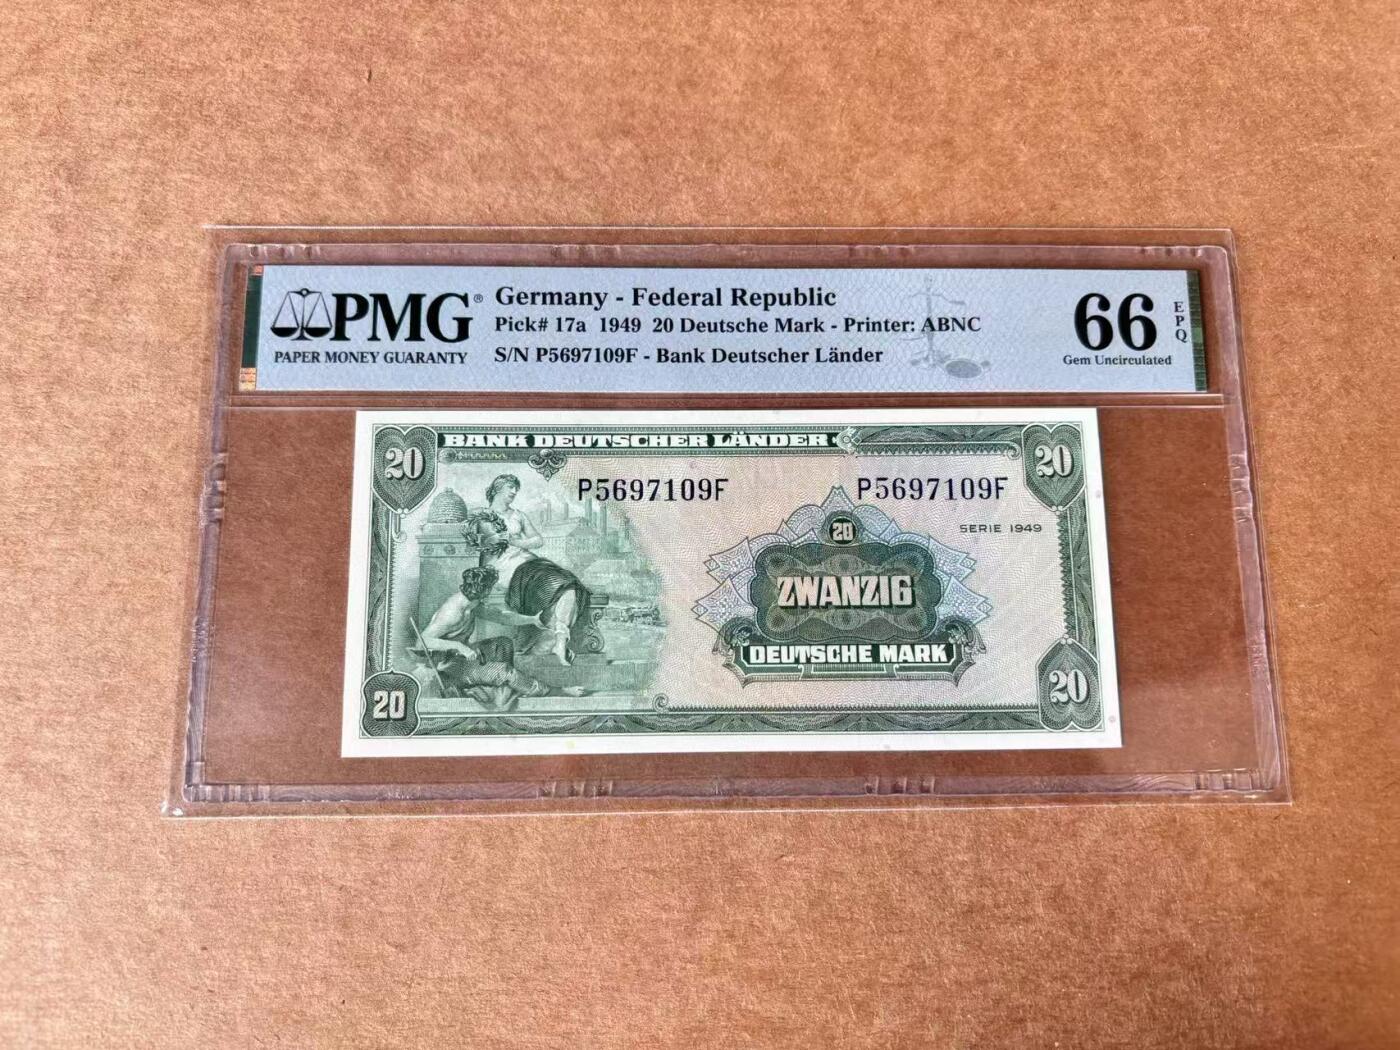 PMG®
PAPER MONEY GUARANTY
Germany - Federal Republic
Pick# 17a 1949 20 Deutsche Mark - Printer: ABNC
S/N P5697109F - Bank Deutscher Länder
66 EPQ
Gem Uncirculated
BANK DEUTSCHER LÄNDER
20
20
P5697109F
P5697109F
20
SERIE 1949
ZWANZIG
DEUTSCHE MARK
20
20